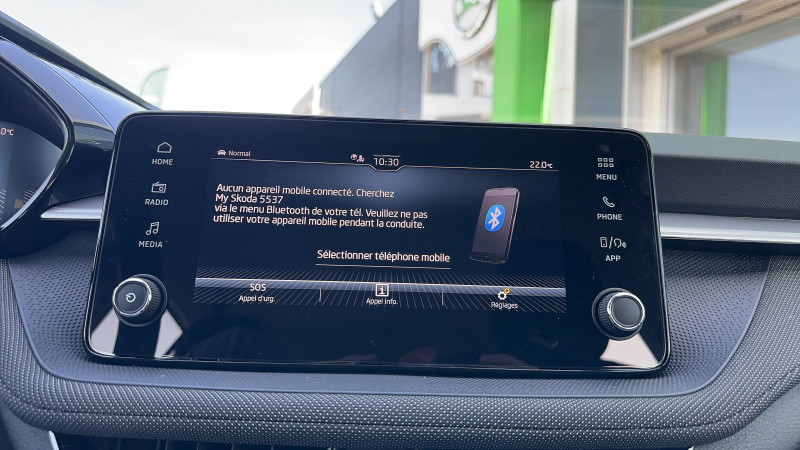 Normal
10:30
22.0°C
.0°C
HOME
RADIO
MEDIA
Aucun appareil mobile connecté. Cherchez
My Skoda 5537
via le menu Bluetooth de votre tél. Veuillez ne pas
utiliser votre appareil mobile pendant la conduite.
Sélectionner téléphone mobile
SOS
Appel d'urg.
Appel Info.
Réglages
MENU
PHONE
APP